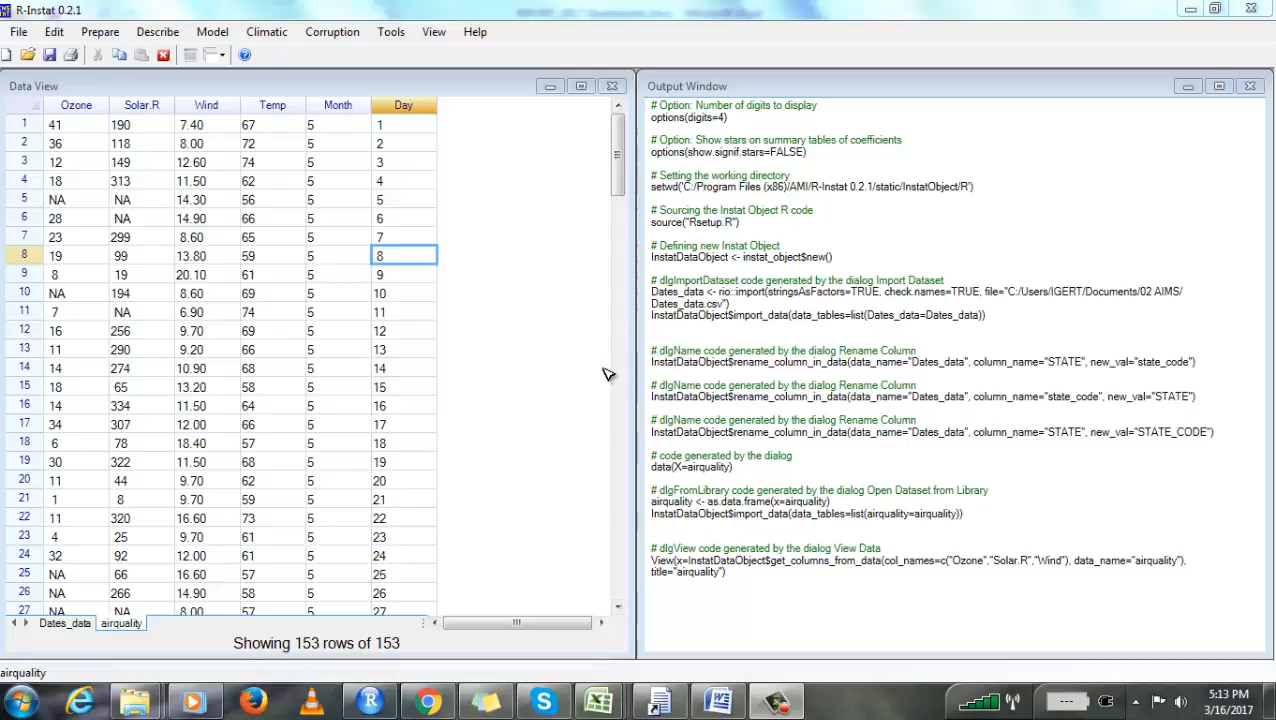 R-Instat 0.2.1
File Edit Prepare Describe Model Climatic Corruption Tools View Help
Data View
Ozone Solar.R Wind Temp Month Day
1 41 190 7.40 67 5 1
2 36 118 8.00 72 5 2
3 12 149 12.60 74 5 3
4 18 313 11.50 62 5 4
5 NA NA 14.30 56 5 5
6 28 NA 14.90 66 5 6
7 23 299 8.60 65 5 7
8 19 99 13.80 59 5 8
9 8 19 20.10 61 5 9
10 NA 194 8.60 69 5 10
11 7 NA 6.90 74 5 11
12 16 256 9.70 69 5 12
13 11 290 9.20 66 5 13
14 14 274 10.90 68 5 14
15 18 65 13.20 58 5 15
16 14 334 11.50 64 5 16
17 34 307 12.00 66 5 17
18 6 78 18.40 57 5 18
19 30 322 11.50 68 5 19
20 11 44 9.70 62 5 20
21 1 8 9.70 59 5 21
22 11 320 16.60 73 5 22
23 4 25 9.70 61 5 23
24 32 92 12.00 61 5 24
25 NA 66 16.60 57 5 25
26 NA 266 14.90 58 5 26
27 NA NA 8.00 57 5 27
Dates_data airquality
Showing 153 rows of 153
Output Window
# Option: Number of digits to display
options(digits=4)
# Option: Show stars on summary tables of coefficients
options(show.signif.stars=FALSE)
# Setting the working directory
setwd('C:/Program Files (x86)/AMI/R-Instat 0.2.1/static/InstatObject/R')
# Sourcing the Instat Object R code
source("Rsetup.R")
# Defining new Instat Object
InstatDataObject <- instat_object$new()
# dlgImportDataset code generated by the dialog Import Dataset
Dates_data <- rio::import(stringsAsFactors=TRUE, check.names=TRUE, file="C:/Users/IGERT/Documents/02 AIMS/
Dates_data.csv")
InstatDataObject$import_data(data_tables=list(Dates_data=Dates_data))
# dlgName code generated by the dialog Rename Column
InstatDataObject$rename_column_in_data(data_name="Dates_data", column_name="STATE", new_val="state_code")
# dlgName code generated by the dialog Rename Column
InstatDataObject$rename_column_in_data(data_name="Dates_data", column_name="state_code", new_val="STATE")
# dlgName code generated by the dialog Rename Column
InstatDataObject$rename_column_in_data(data_name="Dates_data", column_name="STATE", new_val="STATE_CODE")
# code generated by the dialog
data(X=airquality)
# dlgFromLibrary code generated by the dialog Open Dataset from Library
airquality <- as.data.frame(x=airquality)
InstatDataObject$import_data(data_tables=list(airquality=airquality))
# dlgView code generated by the dialog View Data
View(x=InstatDataObject$get_columns_from_data(col_names=c("Ozone","Solar.R","Wind"), data_name="airquality"),
title="airquality")
airquality
5:13 PM
3/16/2017